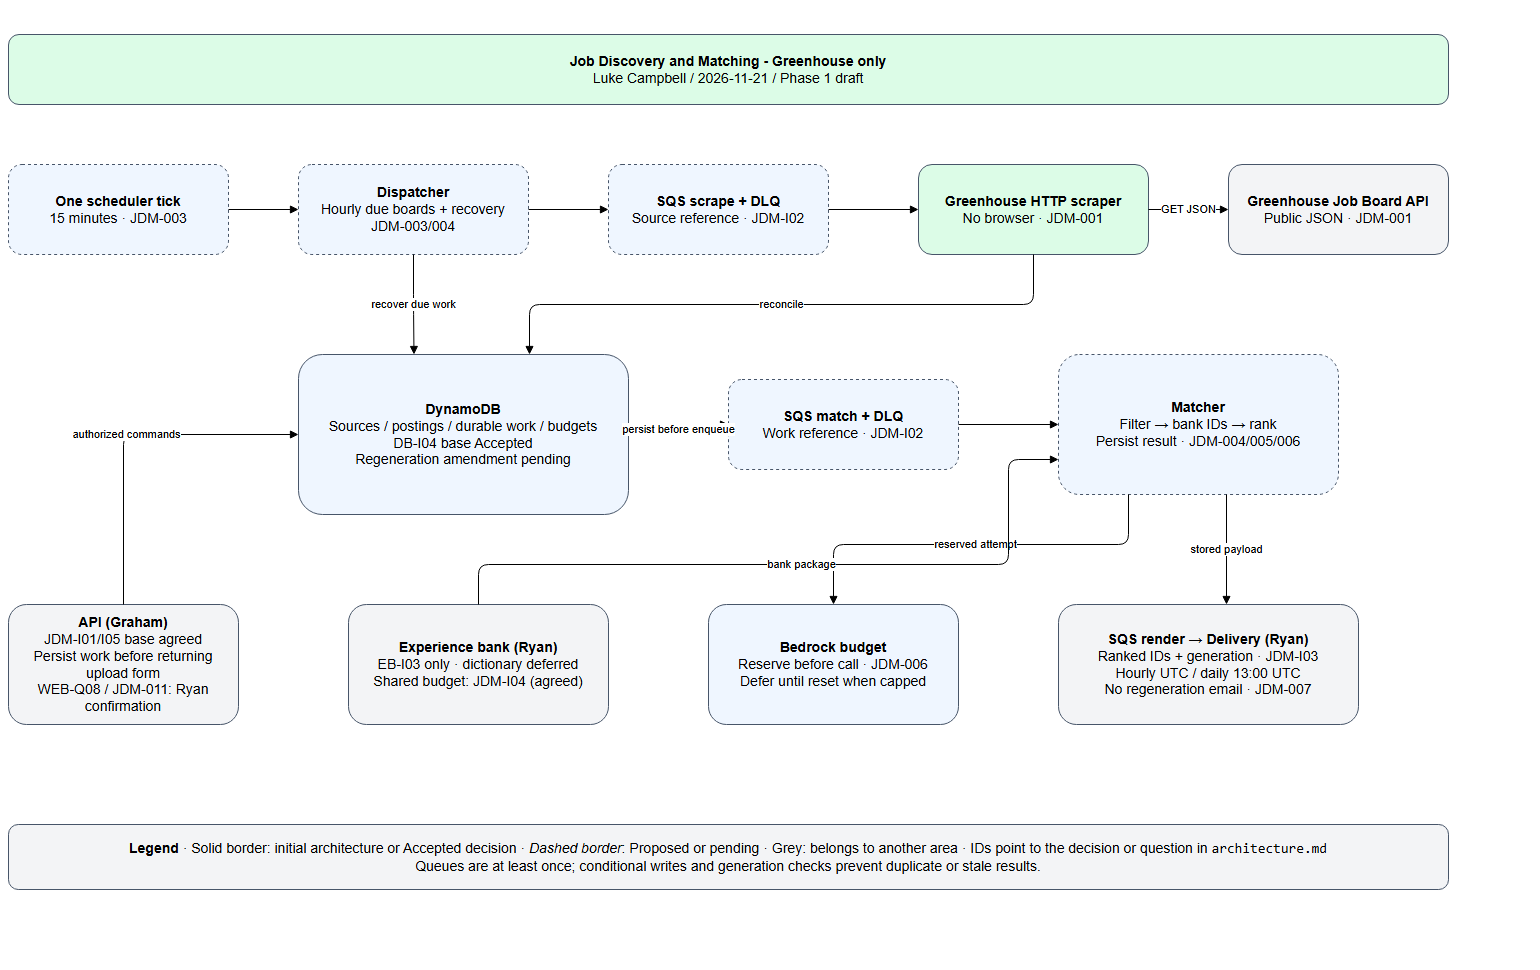 Job Discovery and Matching - Greenhouse only
Luke Campbell / 2026-11-21 / Phase 1 draft
One scheduler tick
15 minutes · JDM-003
Dispatcher
Hourly due boards + recovery
JDM-003/004
SQS scrape + DLQ
Source reference · JDM-I02
Greenhouse HTTP scraper
No browser · JDM-001
GET JSON
Greenhouse Job Board API
Public JSON · JDM-001
recover due work
reconcile
authorized commands
DynamoDB
Sources / postings / durable work / budgets
DB-I04 base Accepted
Regeneration amendment pending
persist before enqueue
SQS match + DLQ
Work reference · JDM-I02
Matcher
Filter → bank IDs → rank
Persist result · JDM-004/005/006
reserved attempt
bank package
stored payload
API (Graham)
JDM-I01/I05 base agreed
Persist work before returning
upload form
WEB-Q08 / JDM-011: Ryan
confirmation
Experience bank (Ryan)
EB-I03 only · dictionary deferred
Shared budget: JDM-I04 (agreed)
Bedrock budget
Reserve before call · JDM-006
Defer until reset when capped
SQS render → Delivery (Ryan)
Ranked IDs + generation · JDM-I03
Hourly UTC / daily 13:00 UTC
No regeneration email · JDM-007
Legend · Solid border: initial architecture or Accepted decision · Dashed border: Proposed or pending · Grey: belongs to another area · IDs point to the decision or question in architecture.md
Queues are at least once; conditional writes and generation checks prevent duplicate or stale results.